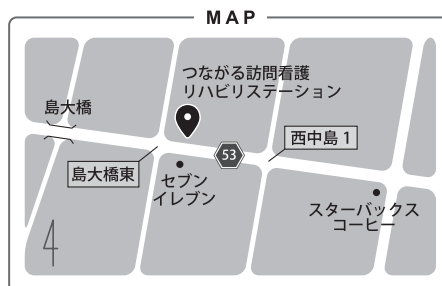 MAP
つながる訪問看護
リハビリステーション
島大橋
53
西中島 1
島大橋東
セブン
イレブン
スターバックス
コーヒー
4